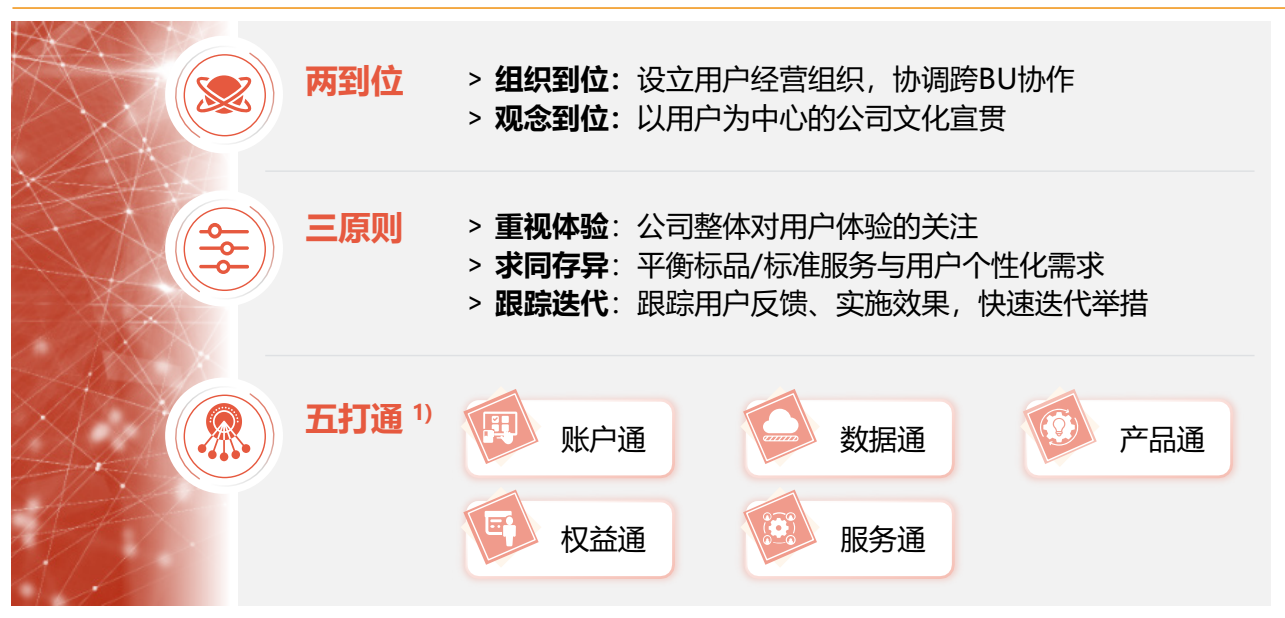 两到位
> 组织到位：设立用户经营组织，协调跨BU协作
> 观念到位：以用户为中心的公司文化宣贯
三原则
> 重视体验：公司整体对用户体验的关注
> 求同存异：平衡标品/标准服务与用户个性化需求
> 跟踪迭代：跟踪用户反馈、实施效果，快速迭代举措
五打通 1)
账户通
数据通
产品通
权益通
服务通